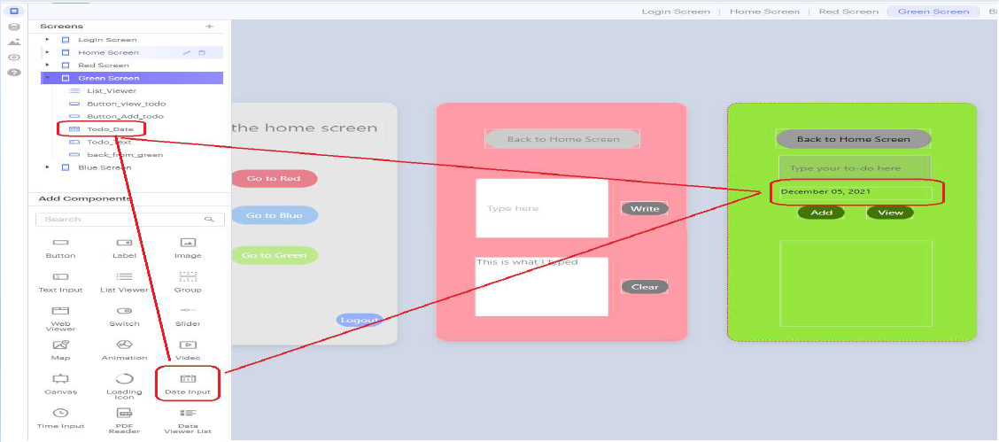 Login Screen
Home Screen
Red Screen
Green Screen
Screens
Login Screen
Home Screen
Red Screen
Green Screen
List_Viewer
Button_view_todo
Button_Add_todo
Todo_Date
Todo_Text
back_from_green
Blue Screen
Add Components
Search
Button
Label
Image
Text Input
List Viewer
Group
Web
Viewer
Switch
Slider
Map
Animation
Video
Canvas
Loading
Icon
Date Input
Time Input
PDF
Reader
Data
Viewer List
the home screen
Go to Red
Go to Blue
Go to Green
Logout
Back to Home Screen
Type here
Write
This is what I typed
Clear
Back to Home Screen
Type your to-do here
December 05, 2021
Add
View